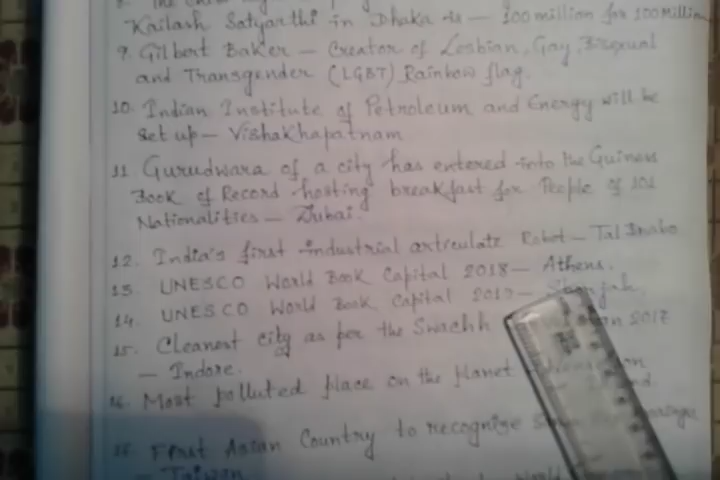 Kailash Satyarthi in Dhaka is — 100 million for 100 Million
9. Gilbert Baker — Creator of Lesbian, Gay, Bisexual
and Transgender (LGBT) Rainbow flag.
10. Indian Institute of Petroleum and Energy will be
set up — Vishakhapatnam
11. Gurudwara of a city has entered into the Guiness
Book of Record hosting breakfast for People of 101
Nationalities — Dubai.
12. India's first industrial articulate Robot — Tal Brabo
13. UNESCO World Book Capital 2018 — Athens.
14. UNESCO World Book Capital 2017 —
15. Cleanest city as per the Swachh 2017
— Indore.
16. Most polluted place on the planet
First Asian Country to recognize
— Taiwan